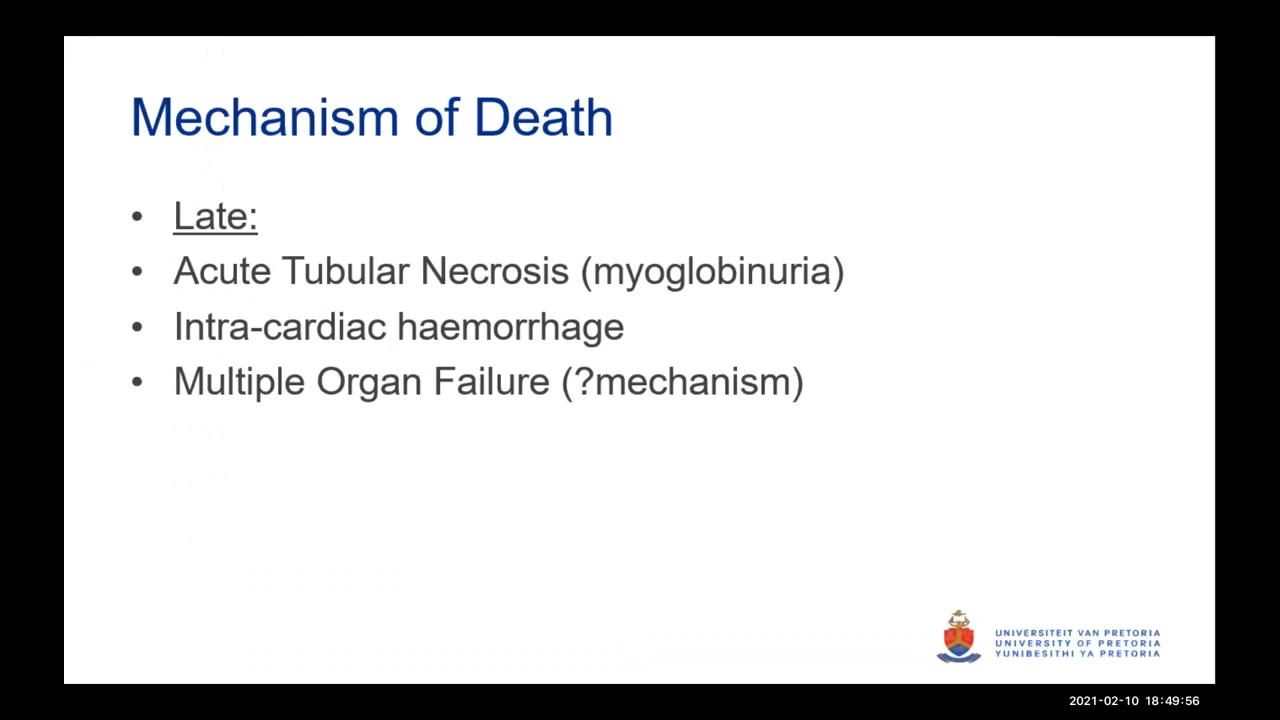 Mechanism of Death
• Late:
• Acute Tubular Necrosis (myoglobinuria)
• Intra-cardiac haemorrhage
• Multiple Organ Failure (?mechanism)
UNIVERSITEIT VAN PRETORIA
UNIVERSITY OF PRETORIA
YUNIBESITHI YA PRETORIA
2021-02-10 18:49:56